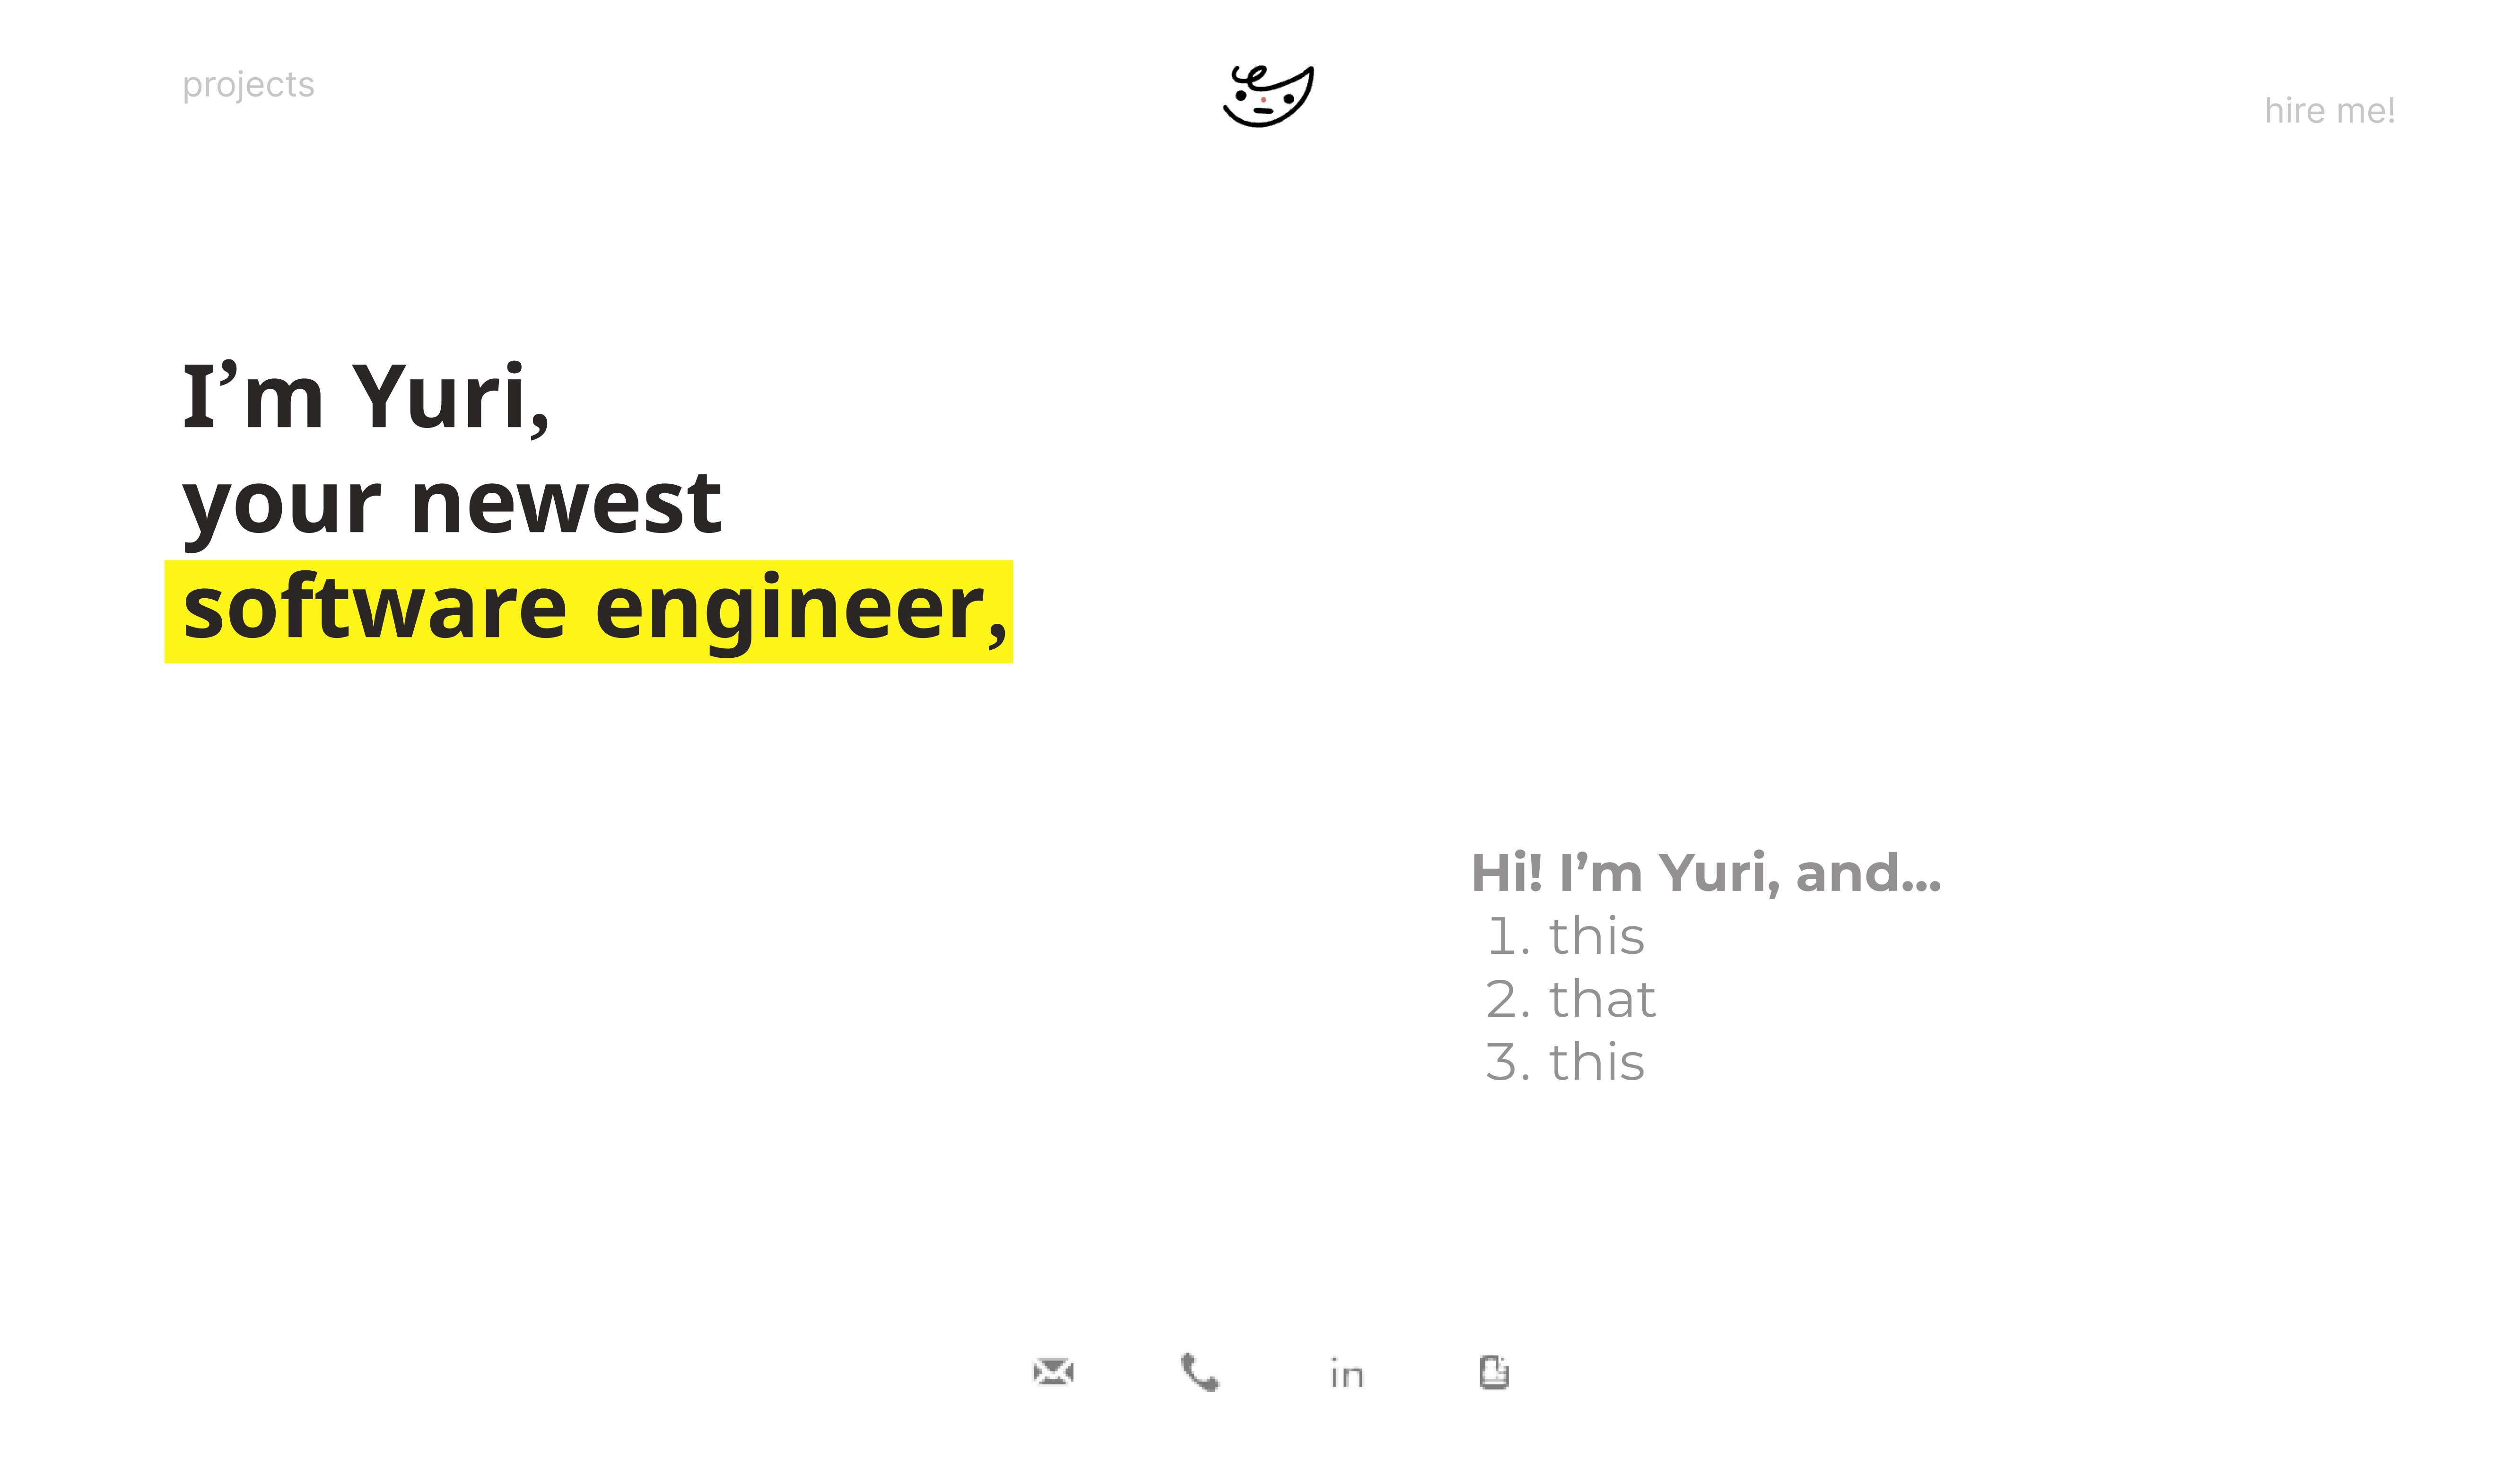 projects
hire me!
I’m Yuri,
your newest
software engineer,
Hi! I’m Yuri, and...
1. this
2. that
3. this
in